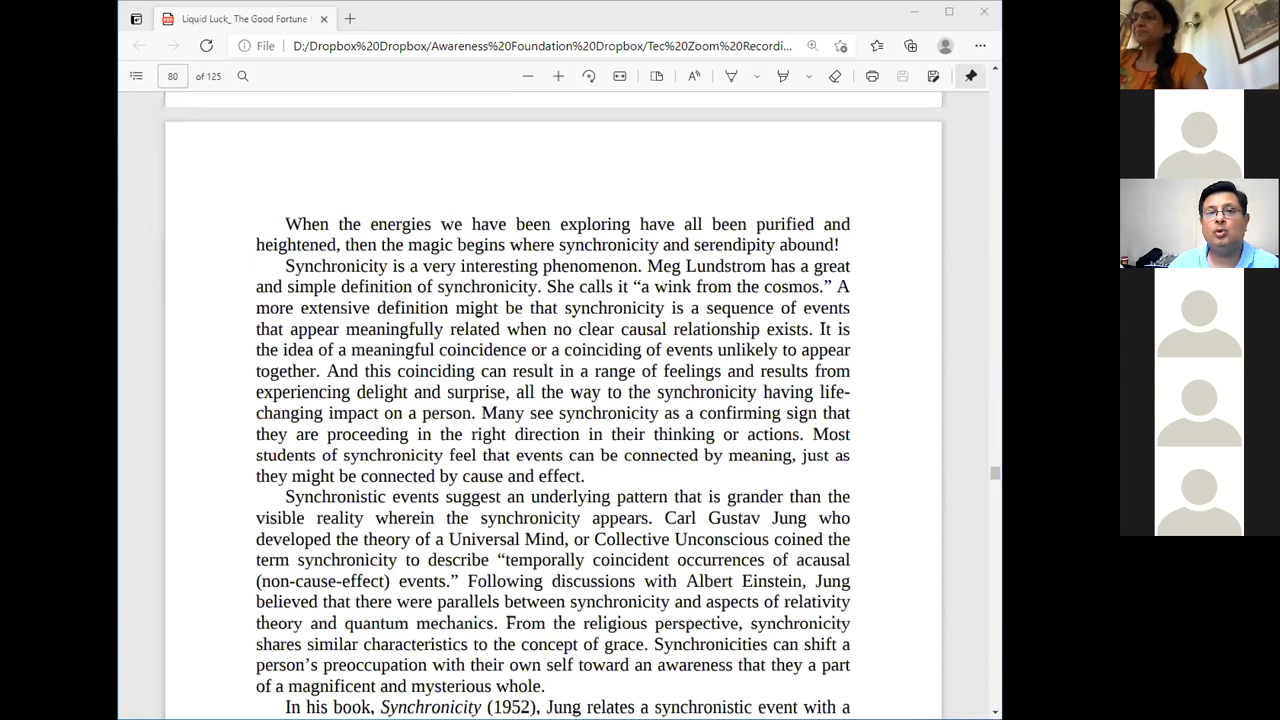 Liquid Luck_ The Good Fortune
File D:/Dropbox%20Dropbox/Awareness%20Foundation%20Dropbox/Tec%20Zoom%20Recordi...
80 of 125
When the energies we have been exploring have all been purified and
heightened, then the magic begins where synchronicity and serendipity abound!
Synchronicity is a very interesting phenomenon. Meg Lundstrom has a great
and simple definition of synchronicity. She calls it “a wink from the cosmos.” A
more extensive definition might be that synchronicity is a sequence of events
that appear meaningfully related when no clear causal relationship exists. It is
the idea of a meaningful coincidence or a coinciding of events unlikely to appear
together. And this coinciding can result in a range of feelings and results from
experiencing delight and surprise, all the way to the synchronicity having life-
changing impact on a person. Many see synchronicity as a confirming sign that
they are proceeding in the right direction in their thinking or actions. Most
students of synchronicity feel that events can be connected by meaning, just as
they might be connected by cause and effect.
Synchronistic events suggest an underlying pattern that is grander than the
visible reality wherein the synchronicity appears. Carl Gustav Jung who
developed the theory of a Universal Mind, or Collective Unconscious coined the
term synchronicity to describe “temporally coincident occurrences of acausal
(non-cause-effect) events.” Following discussions with Albert Einstein, Jung
believed that there were parallels between synchronicity and aspects of relativity
theory and quantum mechanics. From the religious perspective, synchronicity
shares similar characteristics to the concept of grace. Synchronicities can shift a
person’s preoccupation with their own self toward an awareness that they a part
of a magnificent and mysterious whole.
In his book, Synchronicity (1952), Jung relates a synchronistic event with a